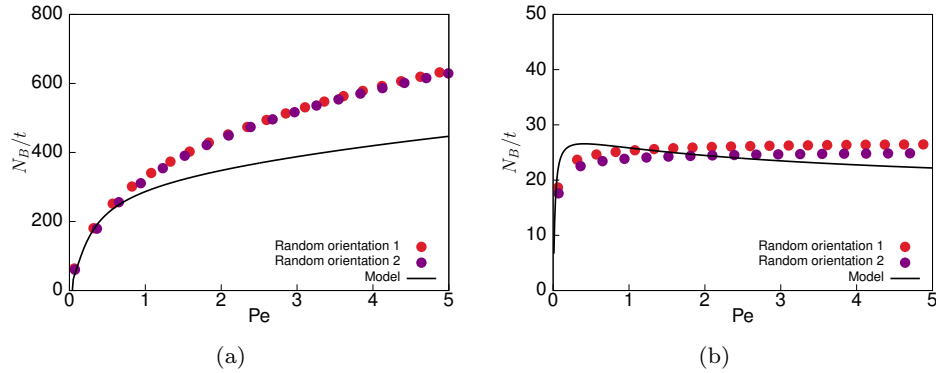 800
600
400
200
0
N_B/t
Random orientation 1
Random orientation 2
Model
0 1 2 3 4 5
Pe
(a)
50
40
30
20
10
0
N_B/t
Random orientation 1
Random orientation 2
Model
0 1 2 3 4 5
Pe
(b)